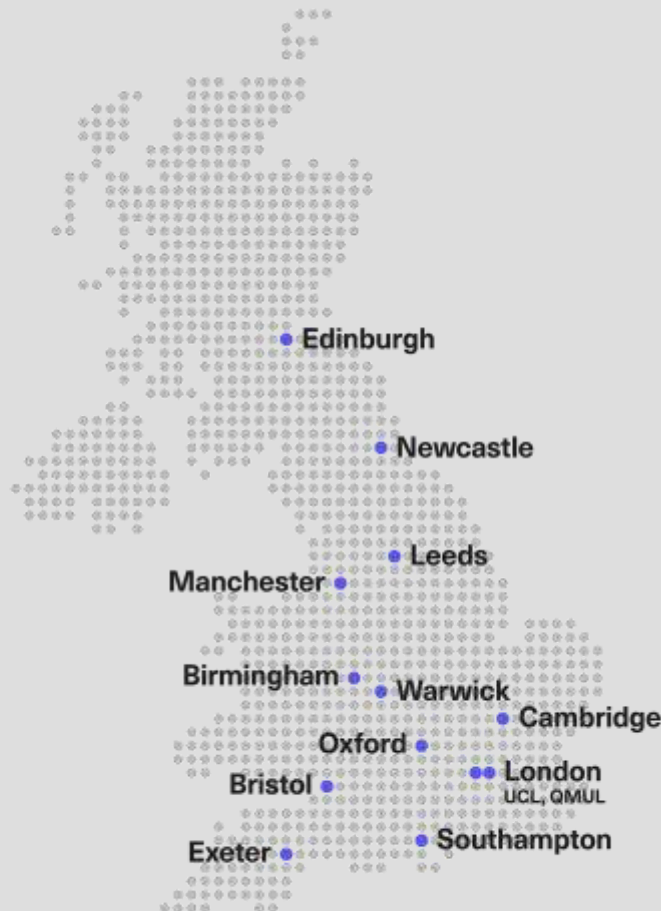 Edinburgh
Newcastle
Leeds
Manchester
Birmingham
Warwick
Cambridge
Oxford
London
UCL, QMUL
Bristol
Southampton
Exeter